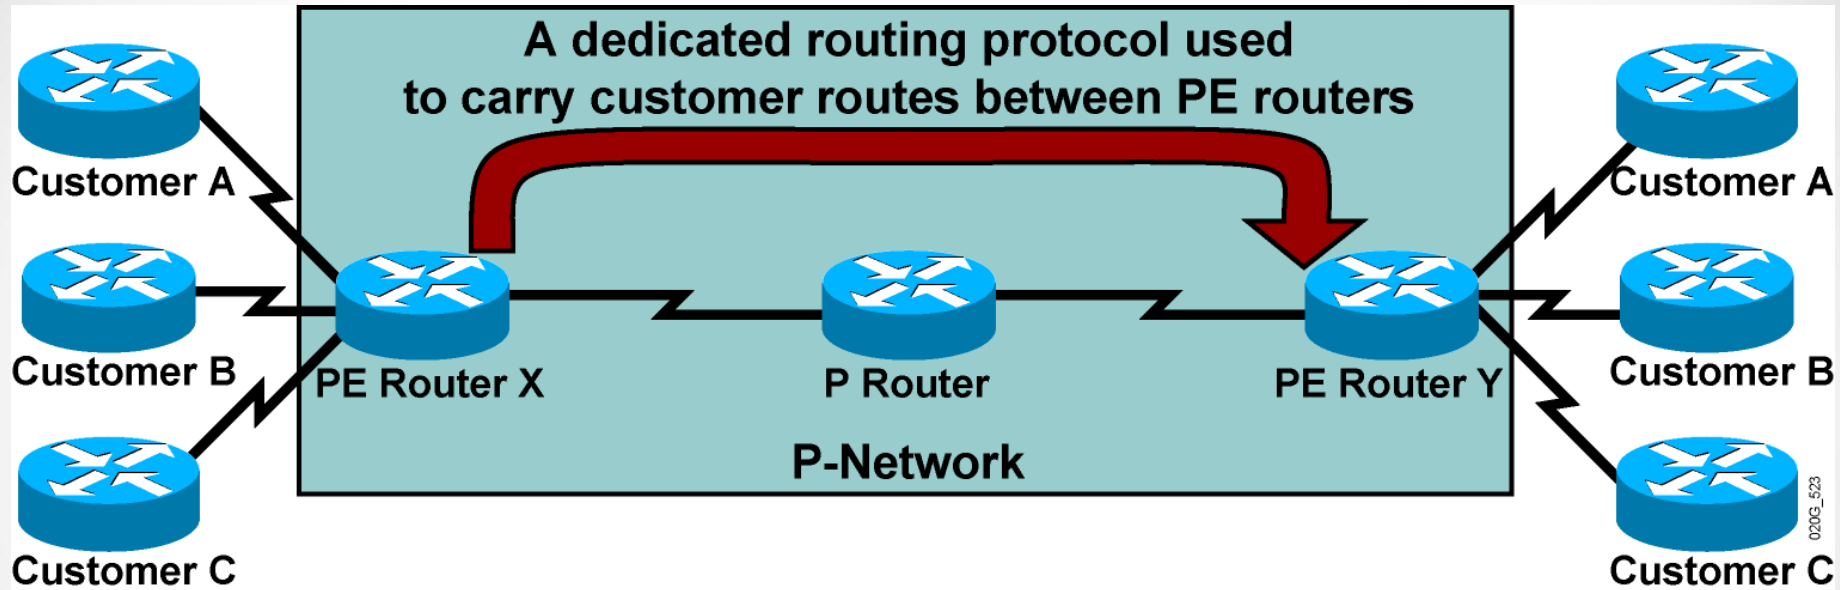 A dedicated routing protocol used
to carry customer routes between PE routers
Customer A
Customer A
Customer B
PE Router X
P Router
PE Router Y
Customer B
P-Network
Customer C
Customer C
020G_523